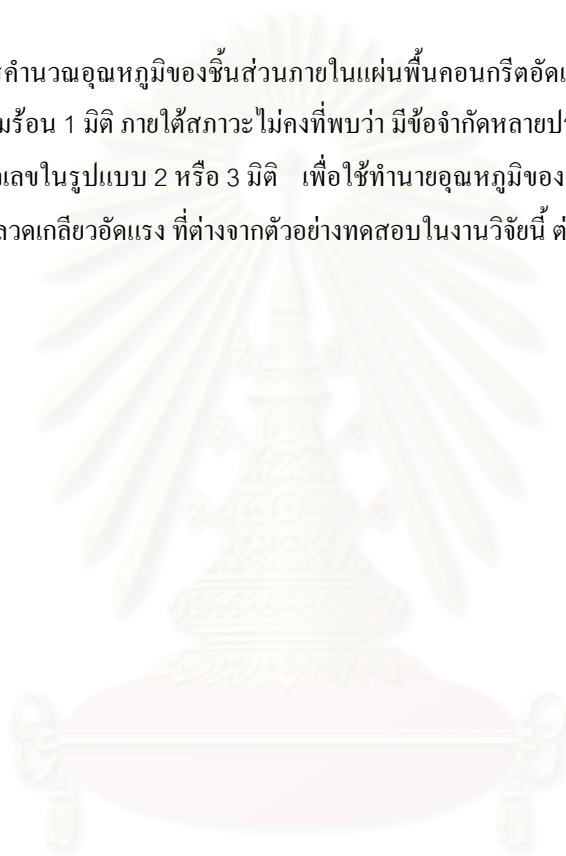 คำนวณอุณหภูมิของชิ้นส่วนภายในแผ่นพื้นคอนกรีตอัด
ร้อน 1 มิติ ภายใต้สภาวะไม่คงที่พบว่า มีข้อจำกัดหลาย
เลขในรูปแบบ 2 หรือ 3 มิติ เพื่อใช้ทำนายอุณหภูมิของ
ลวดเกลียวอัดแรง ที่ต่างจากตัวอย่างทดสอบในงานวิจัยนี้